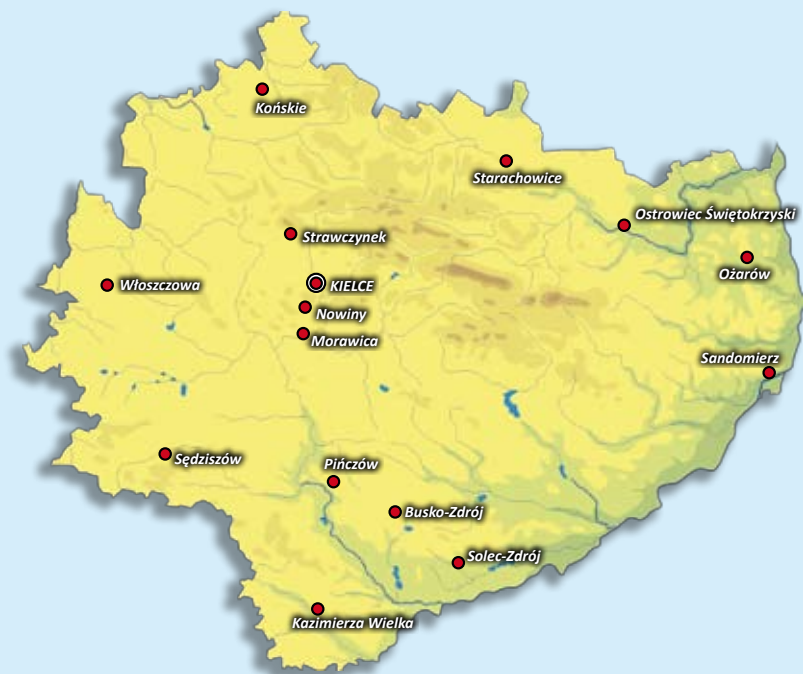 Końskie
Starachowice
Ostrowiec Świętokrzyski
Strawczynek
Ożarów
Włoszczowa
KIELCE
Nowiny
Morawica
Sandomierz
Sędziszów
Pińczów
Busko-Zdrój
Solec-Zdrój
Kazimierza Wielka